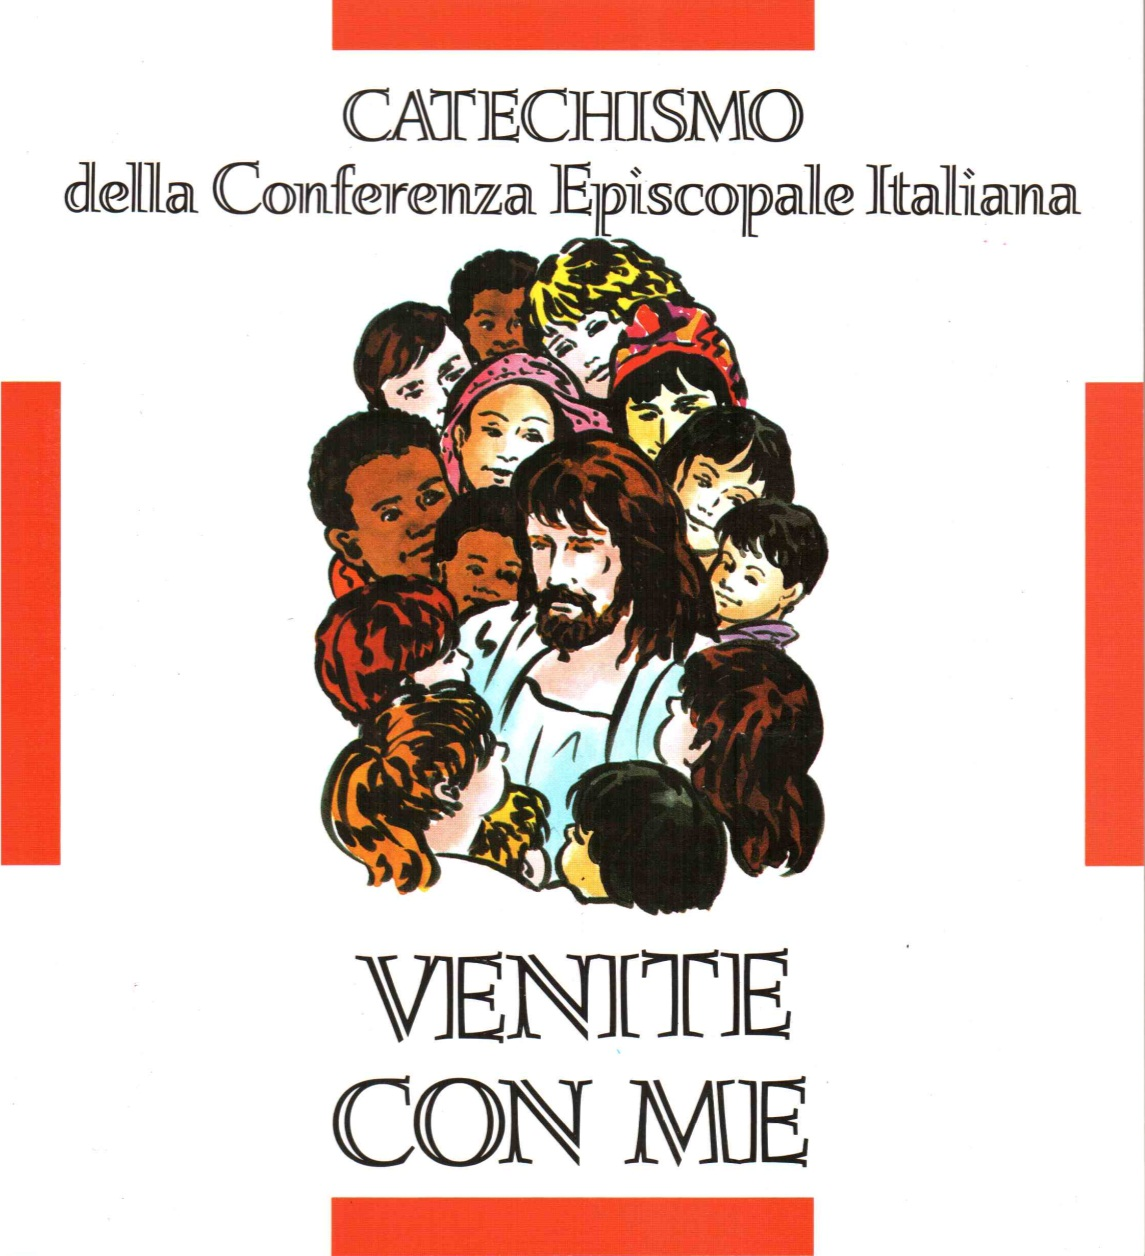 CATECHISMO
della Conferenza Episcopale Italiana
VENITE
CON ME